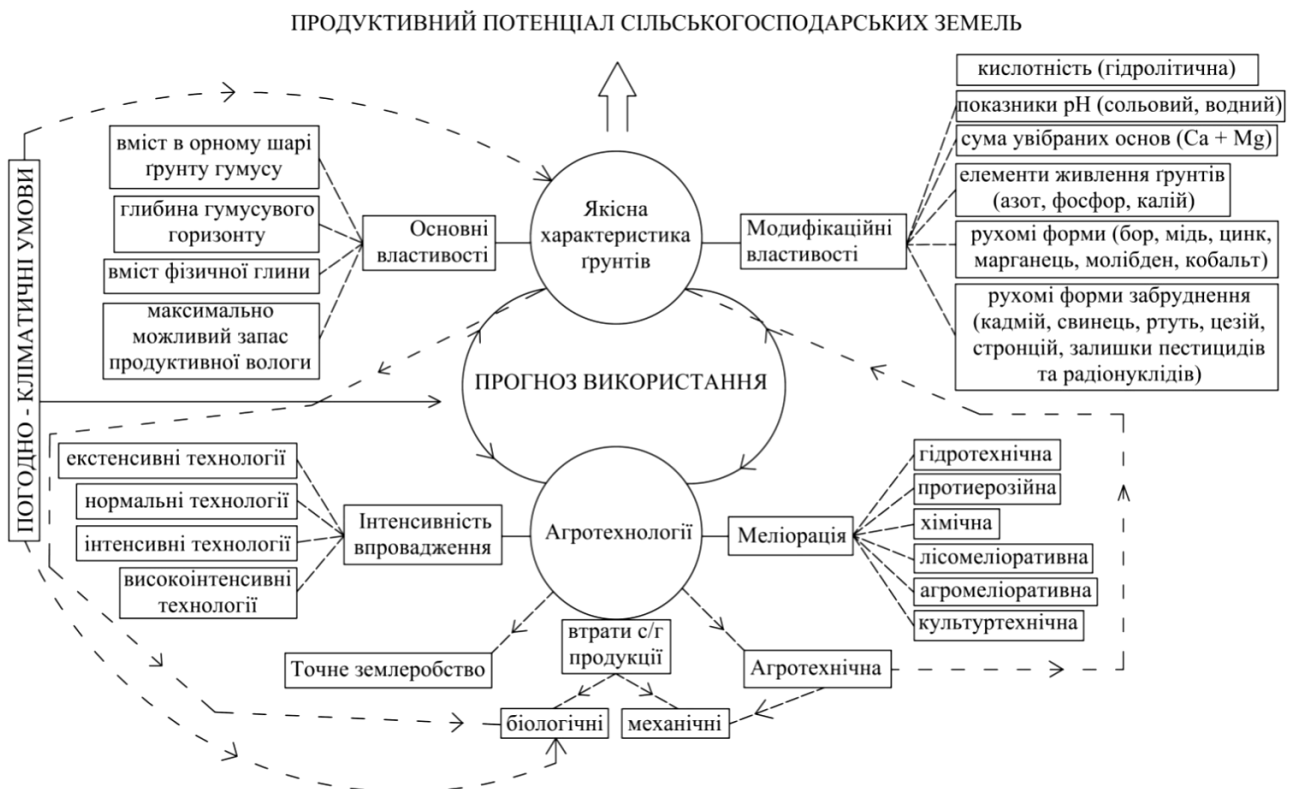 ПРОДУКТИВНИЙ ПОТЕНЦІАЛ СІЛЬСЬКОГОСПОДАРСЬКИХ ЗЕМЕЛЬ
ПОГОДНО - КЛІМАТИЧНІ УМОВИ
вміст в орному шарі
ґрунту гумусу
глибина гумусового
горизонту
вміст фізичної глини
максимально
можливий запас
продуктивної вологи
Основні
властивості
Якісна
характеристика
ґрунтів
Модифікаційні
властивості
кислотність (гідролітична)
показники рН (сольовий, водний)
сума увібраних основ (Ca + Mg)
елементи живлення ґрунтів
(азот, фосфор, калій)
рухомі форми (бор, мідь, цинк,
марганець, молібден, кобальт)
рухомі форми забруднення
(кадмій, свинець, ртуть, цезій,
стронцій, залишки пестицидів
та радіонуклідів)
ПРОГНОЗ ВИКОРИСТАННЯ
екстенсивні технології
нормальні технології
інтенсивні технології
високоінтенсивні
технології
Інтенсивність
впровадження
Агротехнології
Меліорація
гідротехнічна
протиерозійна
хімічна
лісомеліоративна
агромеліоративна
культуртехнічна
Точне землеробство
втрати с/г
продукції
Агротехнічна
біологічні
механічні